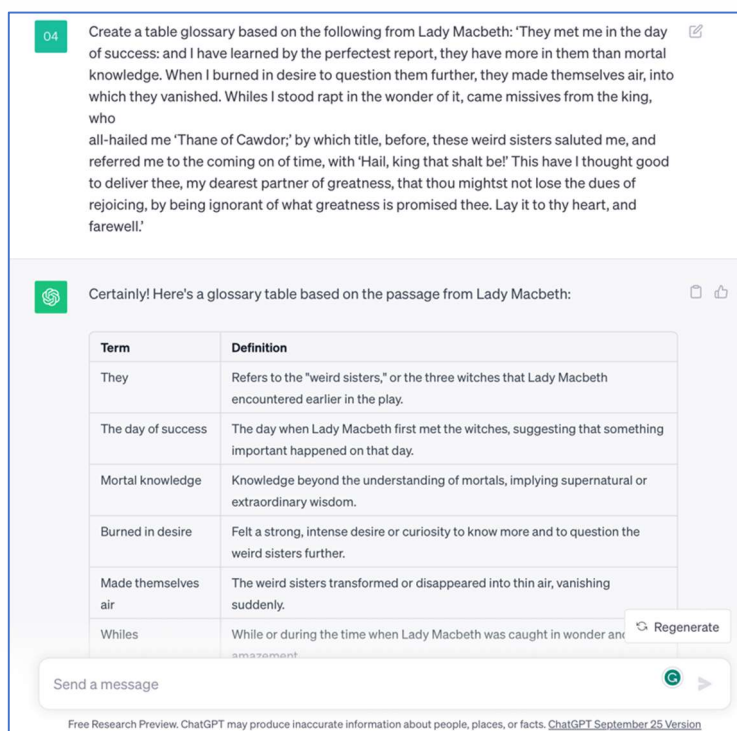 04
Create a table glossary based on the following from Lady Macbeth: ‘They met me in the day
of success: and I have learned by the perfectest report, they have more in them than mortal
knowledge. When I burned in desire to question them further, they made themselves air, into
which they vanished. Whiles I stood rapt in the wonder of it, came missives from the king,
who
all-hailed me ‘Thane of Cawdor;’ by which title, before, these weird sisters saluted me, and
referred me to the coming on of time, with ‘Hail, king that shalt be!’ This have I thought good
to deliver thee, my dearest partner of greatness, that thou mightst not lose the dues of
rejoicing, by being ignorant of what greatness is promised thee. Lay it to thy heart, and
farewell.’
Certainly! Here's a glossary table based on the passage from Lady Macbeth:
Term Definition
They Refers to the "weird sisters," or the three witches that Lady Macbeth
encountered earlier in the play.
The day of success The day when Lady Macbeth first met the witches, suggesting that something
important happened on that day.
Mortal knowledge Knowledge beyond the understanding of mortals, implying supernatural or
extraordinary wisdom.
Burned in desire Felt a strong, intense desire or curiosity to know more and to question the
weird sisters further.
Made themselves The weird sisters transformed or disappeared into thin air, vanishing
air suddenly.
Whiles While or during the time when Lady Macbeth was caught in wonder and
amazement
Regenerate
Send a message
Free Research Preview. ChatGPT may produce inaccurate information about people, places, or facts. ChatGPT September 25 Version